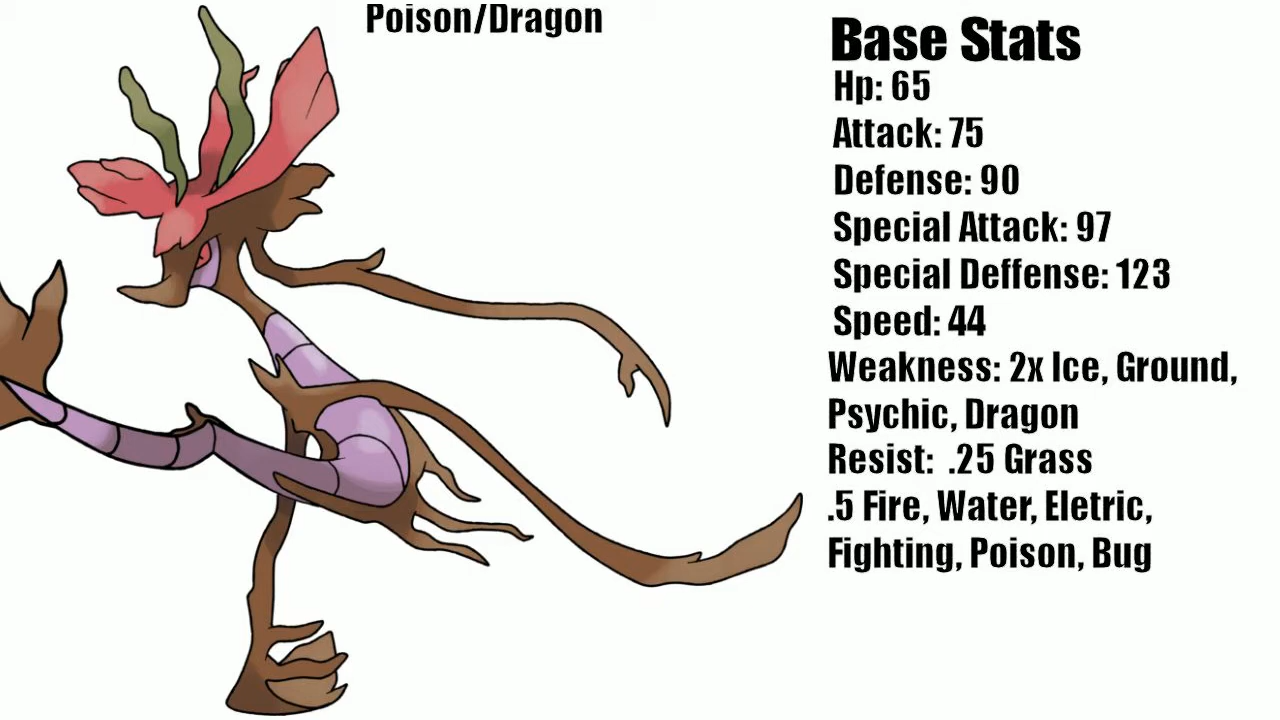 Poison/Dragon
Base Stats
Hp: 65
Attack: 75
Defense: 90
Special Attack: 97
Special Deffense: 123
Speed: 44
Weakness: 2x Ice, Ground,
Psychic, Dragon
Resist: .25 Grass
.5 Fire, Water, Eletric,
Fighting, Poison, Bug